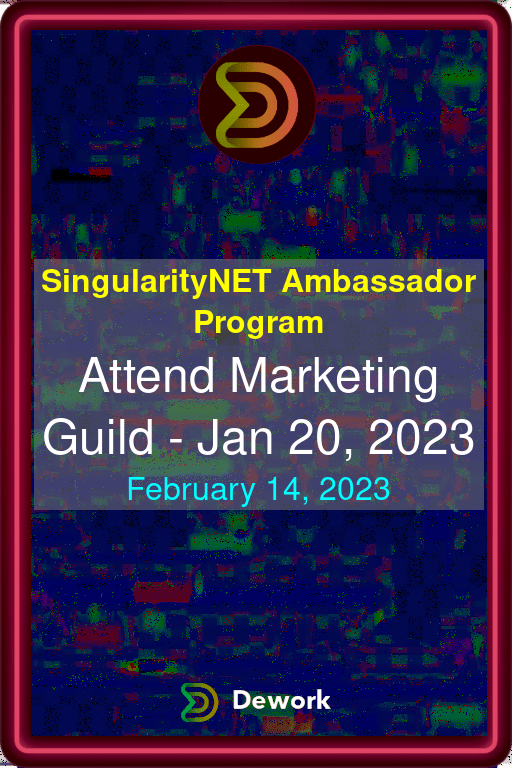 SingularityNET Ambassador
Program
Attend Marketing
Guild - Jan 20, 2023
February 14, 2023
Dework